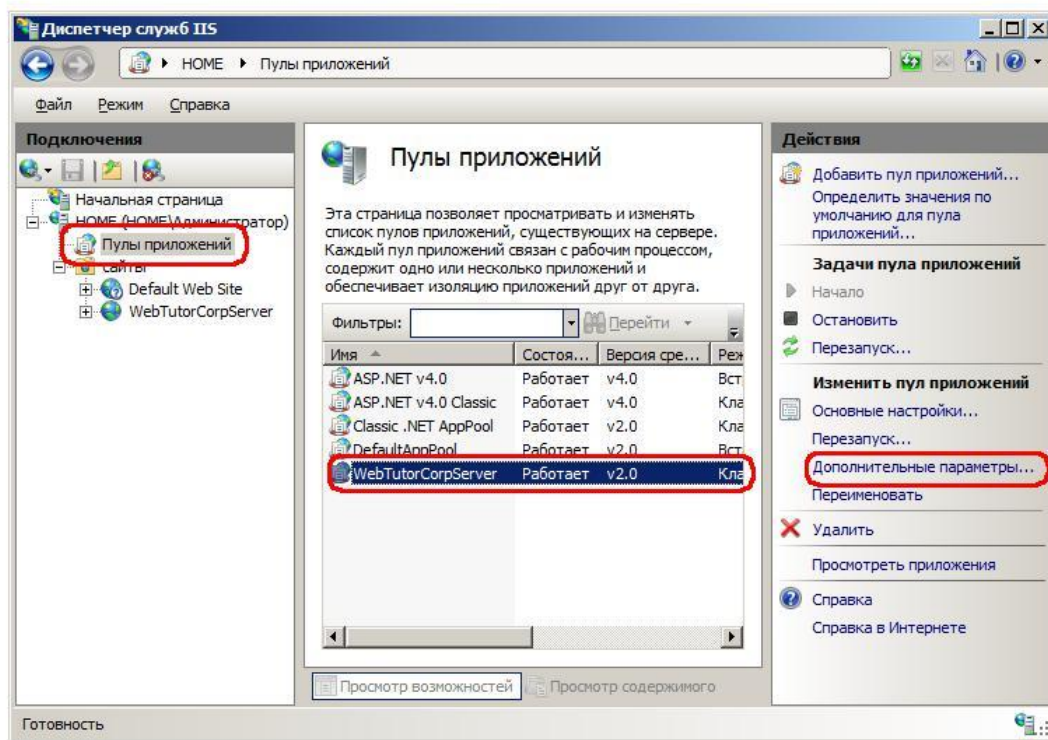 Диспетчер служб IIS
HOME Пулы приложений
Файл Режим Справка
Подключения
Начальная страница
HOME (HOME\Администратор)
Пулы приложений
сайты
Default Web Site
WebTutorCorpServer
Пулы приложений
Эта страница позволяет просматривать и изменять
список пулов приложений, существующих на сервере.
Каждый пул приложений связан с рабочим процессом,
содержит одно или несколько приложений и
обеспечивает изоляцию приложений друг от друга.
Фильтры: Перейти
Имя Состоя... Версия сре... Реж
ASP.NET v4.0 Работает v4.0 Вст
ASP.NET v4.0 Classic Работает v4.0 Кла
Classic .NET AppPool Работает v2.0 Кла
DefaultAppPool Работает v2.0 Вст
WebTutorCorpServer Работает v2.0 Кла
Просмотр возможностей Просмотр содержимого
Действия
Добавить пул приложений...
Определить значения по
умолчанию для пула
приложений...
Задачи пула приложений
Начало
Остановить
Перезапуск...
Изменить пул приложений
Основные настройки...
Перезапуск...
Дополнительные параметры...
Переименовать
Удалить
Просмотреть приложения
Справка
Справка в Интернете
Готовность